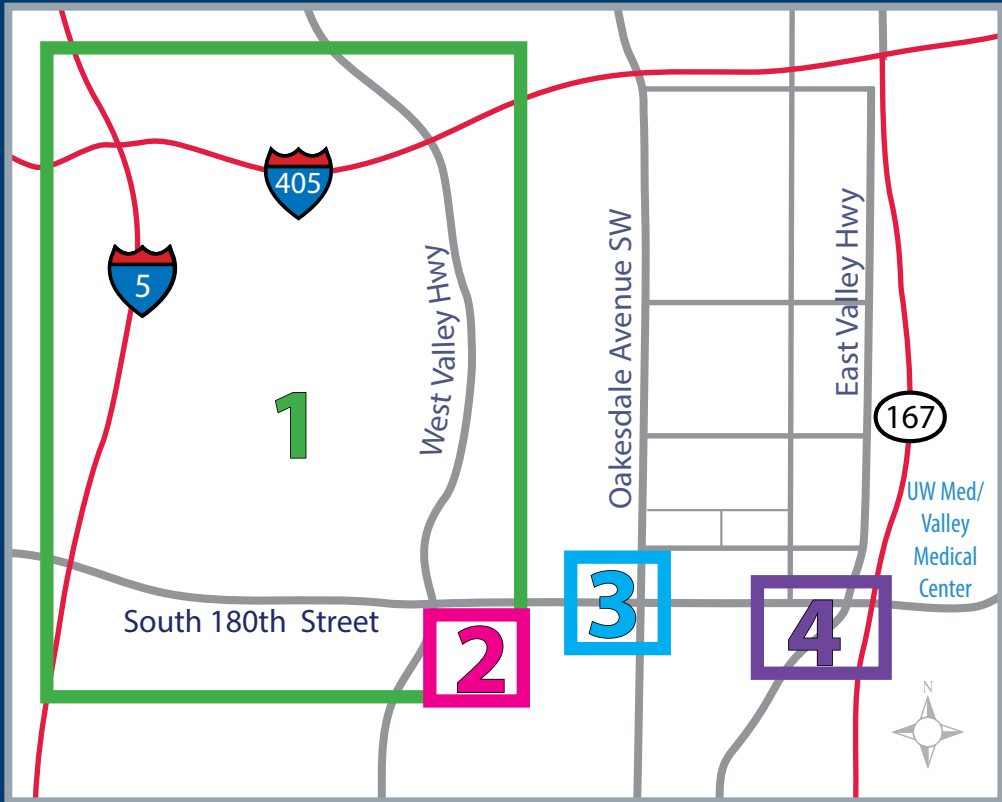 405
5
West Valley Hwy
Oakesdale Avenue SW
East Valley Hwy
1
167
UW Med/
Valley
Medical
Center
South 180th Street
2
3
4
N